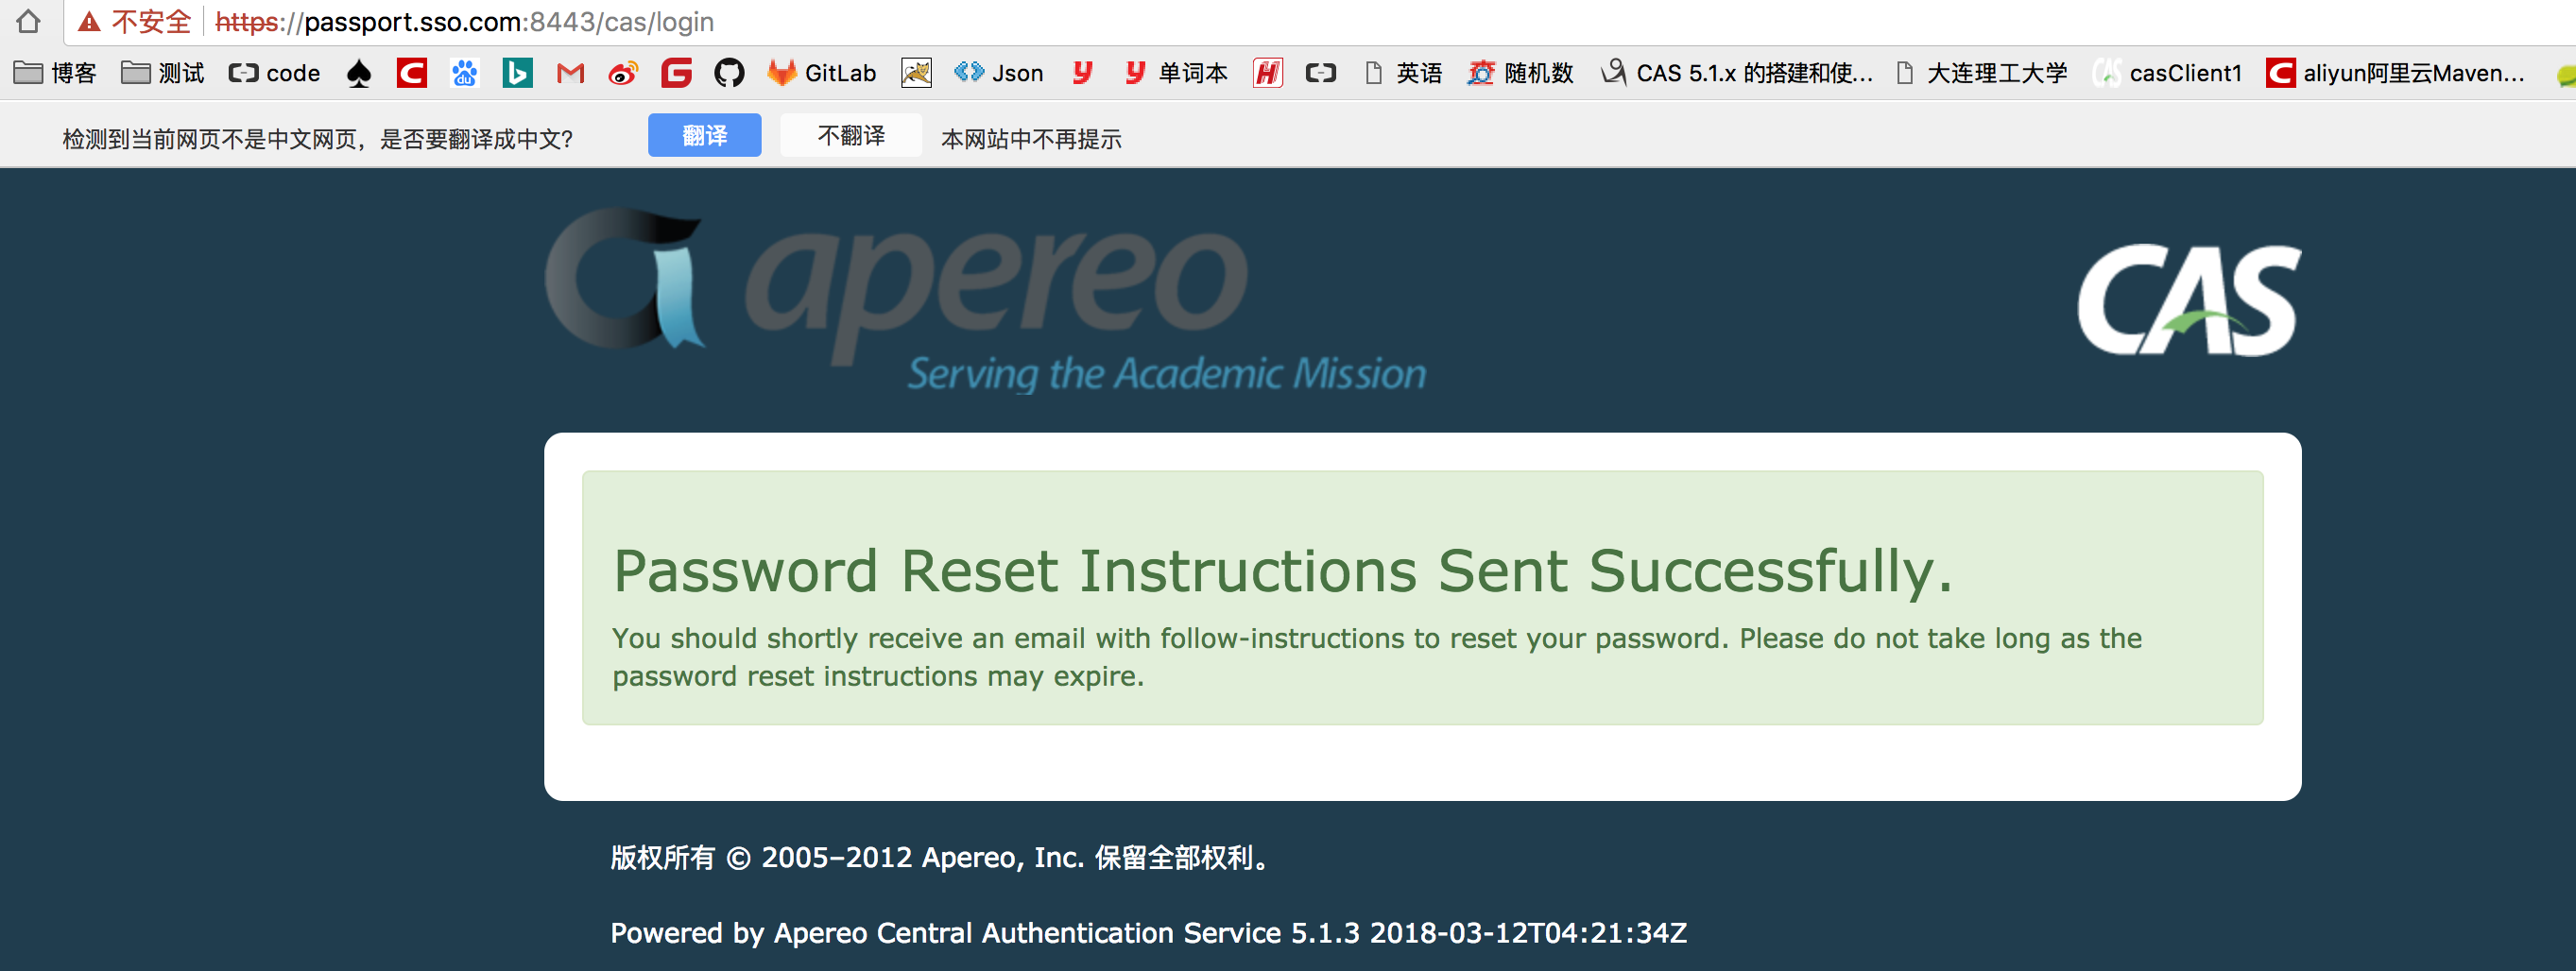 不安全 https://passport.sso.com:8443/cas/login
博客 测试 code GitLab Json 单词本 英语 随机数 CAS 5.1.x 的搭建和使... 大连理工大学 casClient1 aliyun阿里云Maven...
检测到当前网页不是中文网页，是否要翻译成中文? 翻译 不翻译 本网站中不再提示
apereo
Serving the Academic Mission
CAS
Password Reset Instructions Sent Successfully.
You should shortly receive an email with follow-instructions to reset your password. Please do not take long as the
password reset instructions may expire.
版权所有 © 2005–2012 Apereo, Inc. 保留全部权利。
Powered by Apereo Central Authentication Service 5.1.3 2018-03-12T04:21:34Z